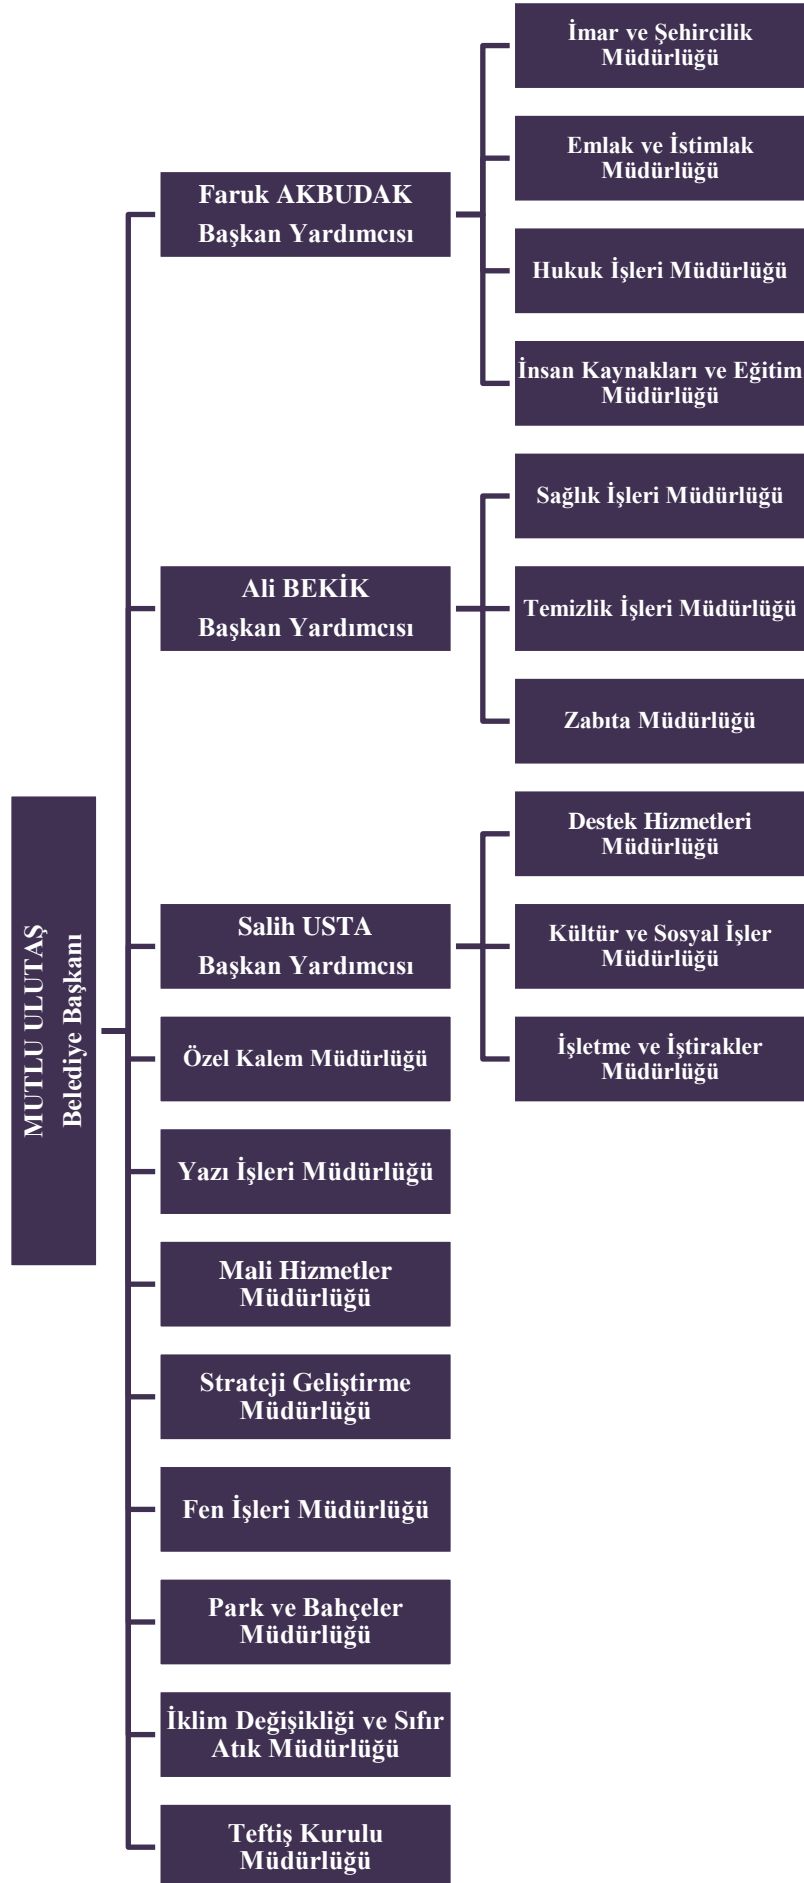 MUTLU ULUTAŞ
Belediye Başkanı
Faruk AKBUDAK
Başkan Yardımcısı
İmar ve Şehircilik
Müdürlüğü
Emlak ve İstimlak
Müdürlüğü
Hukuk İşleri Müdürlüğü
İnsan Kaynakları ve Eğitim
Müdürlüğü
Ali BEKİK
Başkan Yardımcısı
Sağlık İşleri Müdürlüğü
Temizlik İşleri Müdürlüğü
Zabıta Müdürlüğü
Salih USTA
Başkan Yardımcısı
Destek Hizmetleri
Müdürlüğü
Kültür ve Sosyal İşler
Müdürlüğü
İşletme ve İştirakler
Müdürlüğü
Özel Kalem Müdürlüğü
Yazı İşleri Müdürlüğü
Mali Hizmetler
Müdürlüğü
Strateji Geliştirme
Müdürlüğü
Fen İşleri Müdürlüğü
Park ve Bahçeler
Müdürlüğü
İklim Değişikliği ve Sıfır
Atık Müdürlüğü
Teftiş Kurulu
Müdürlüğü